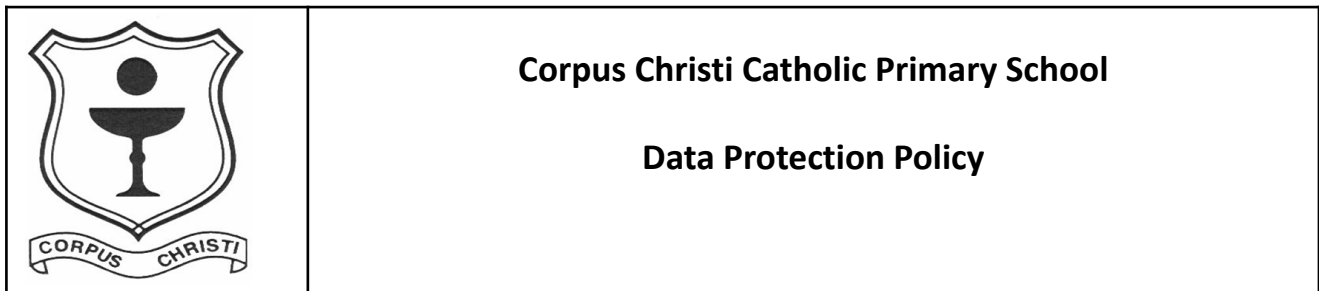 CORPUS CHRISTI
Corpus Christi Catholic Primary School
Data Protection Policy